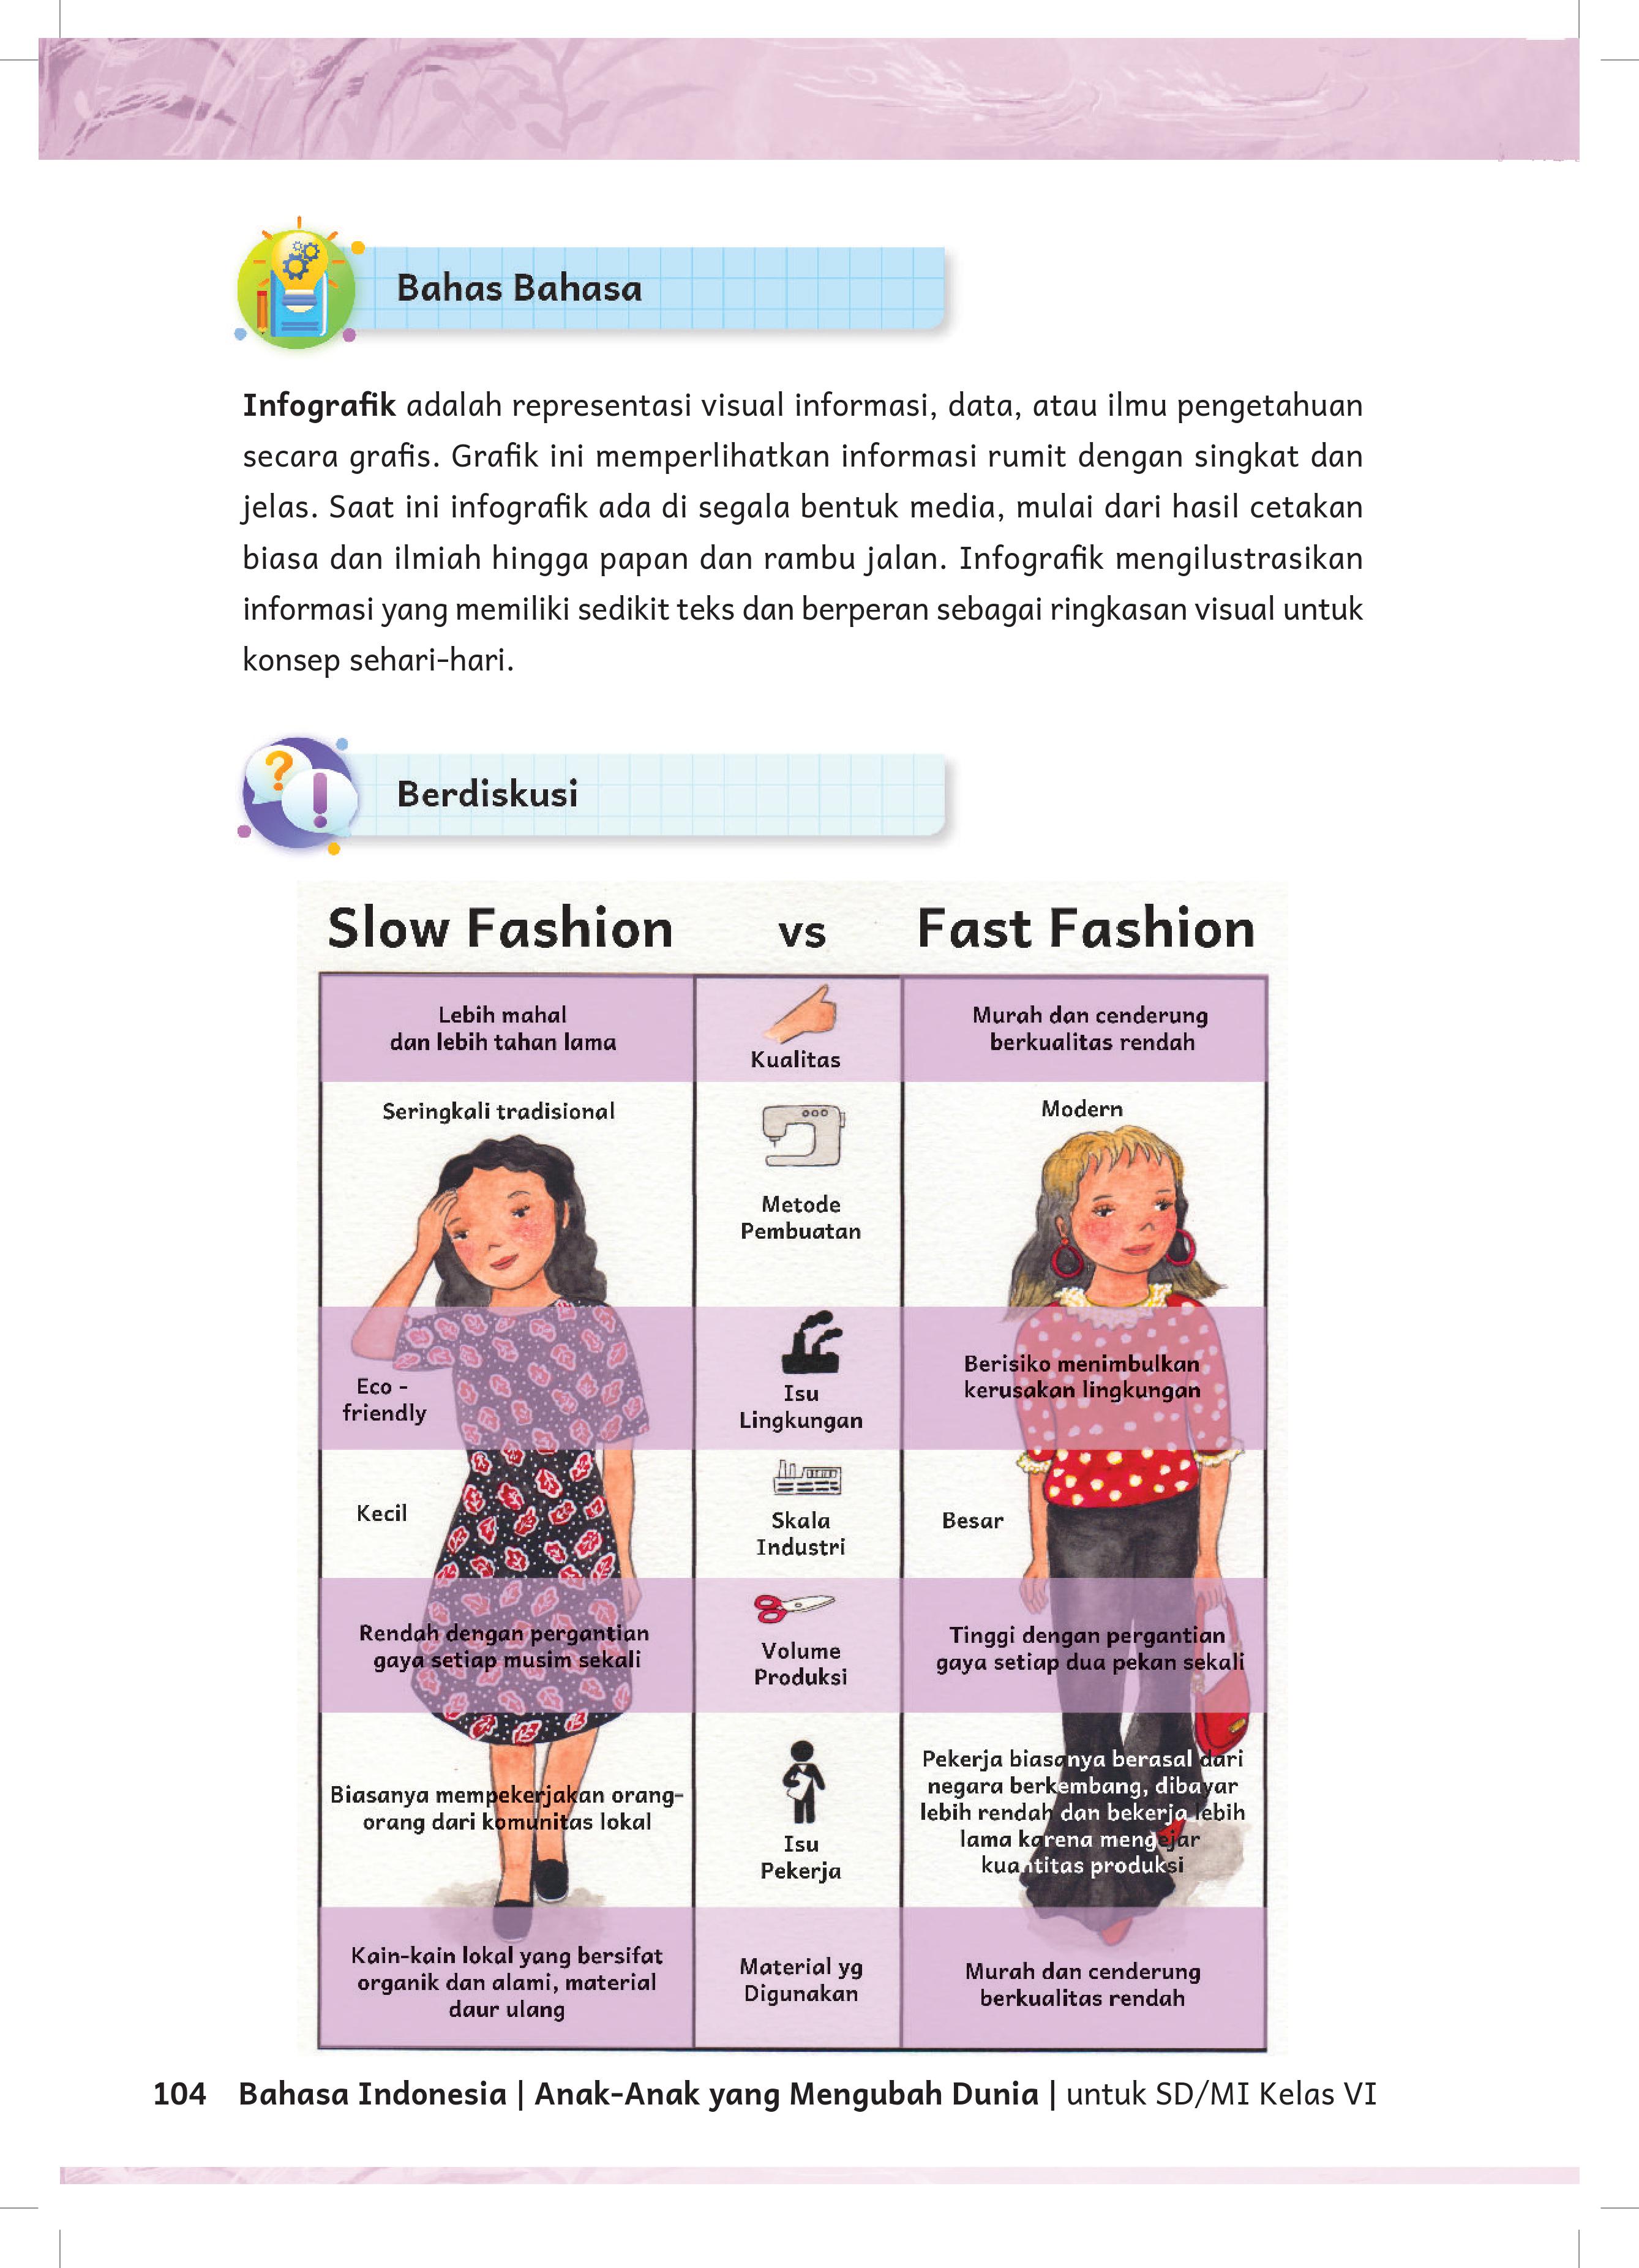 Bahas Bahasa
Infografik adalah representasi visual informasi, data, atau ilmu pengetahuan
secara grafis. Grafik ini memperlihatkan informasi rumit dengan singkat dan
jelas. Saat ini infografik ada di segala bentuk media, mulai dari hasil cetakan
biasa dan ilmiah hingga papan dan rambu jalan. Infografik mengilustrasikan
informasi yang memiliki sedikit teks dan berperan sebagai ringkasan visual untuk
konsep sehari-hari.
Berdiskusi
Slow Fashion vs Fast Fashion
Lebih mahal
dan lebih tahan lama
Kualitas
Murah dan cenderung
berkualitas rendah
Seringkali tradisional
Metode
Pembuatan
Modern
Eco -
friendly
Isu
Lingkungan
Berisiko menimbulkan
kerusakan lingkungan
Kecil
Skala
Industri
Besar
Rendah dengan pergantian
gaya setiap musim sekali
Volume
Produksi
Tinggi dengan pergantian
gaya setiap dua pekan sekali
Biasanya mempekerjakan orang-
orang dari komunitas lokal
Isu
Pekerja
Pekerja biasanya berasal dari
negara berkembang, dibayar
lebih rendah dan bekerja lebih
lama karena mengejar
kuantitas produksi
Kain-kain lokal yang bersifat
organik dan alami, material
daur ulang
Material yg
Digunakan
Murah dan cenderung
berkualitas rendah
104 Bahasa Indonesia | Anak-Anak yang Mengubah Dunia | untuk SD/MI Kelas VI